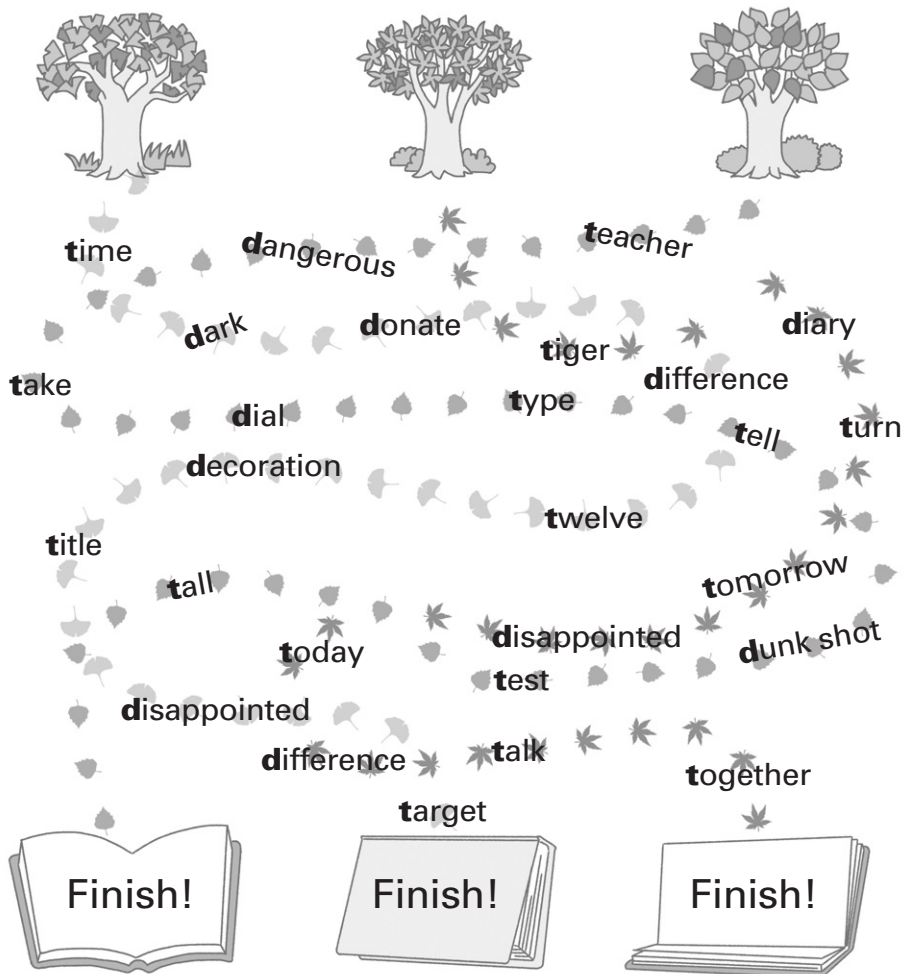 time
dangerous
teacher
dark
donate
tiger
diary
take
difference
dial
type
tell
turn
decoration
twelve
title
tall
tomorrow
today
disappointed
dunk shot
test
disappointed
difference
talk
together
target
Finish!
Finish!
Finish!